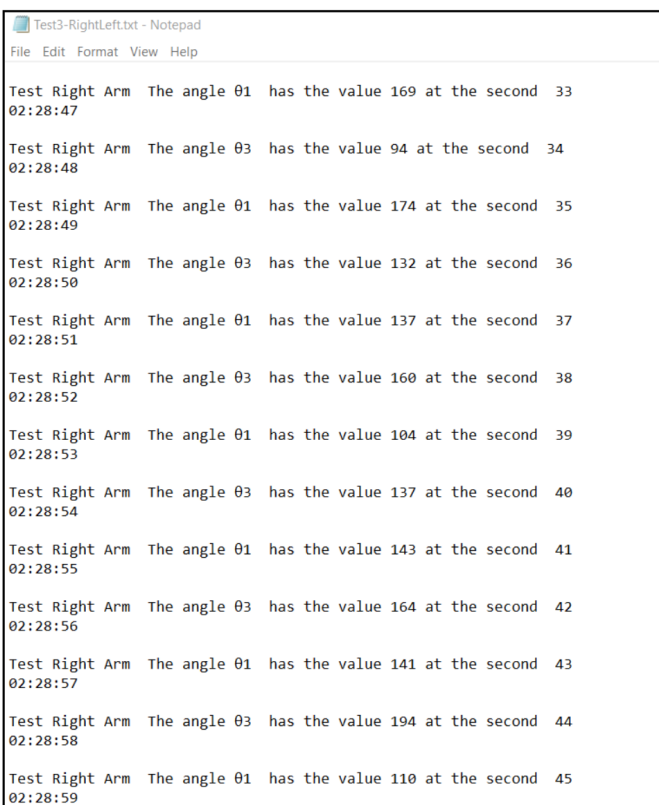 Test3-RightLeft.txt - Notepad
File Edit Format View Help
Test Right Arm  The angle θ1  has the value 169 at the second  33
02:28:47
Test Right Arm  The angle θ3  has the value 94 at the second  34
02:28:48
Test Right Arm  The angle θ1  has the value 174 at the second  35
02:28:49
Test Right Arm  The angle θ3  has the value 132 at the second  36
02:28:50
Test Right Arm  The angle θ1  has the value 137 at the second  37
02:28:51
Test Right Arm  The angle θ3  has the value 160 at the second  38
02:28:52
Test Right Arm  The angle θ1  has the value 104 at the second  39
02:28:53
Test Right Arm  The angle θ3  has the value 137 at the second  40
02:28:54
Test Right Arm  The angle θ1  has the value 143 at the second  41
02:28:55
Test Right Arm  The angle θ3  has the value 164 at the second  42
02:28:56
Test Right Arm  The angle θ1  has the value 141 at the second  43
02:28:57
Test Right Arm  The angle θ3  has the value 194 at the second  44
02:28:58
Test Right Arm  The angle θ1  has the value 110 at the second  45
02:28:59